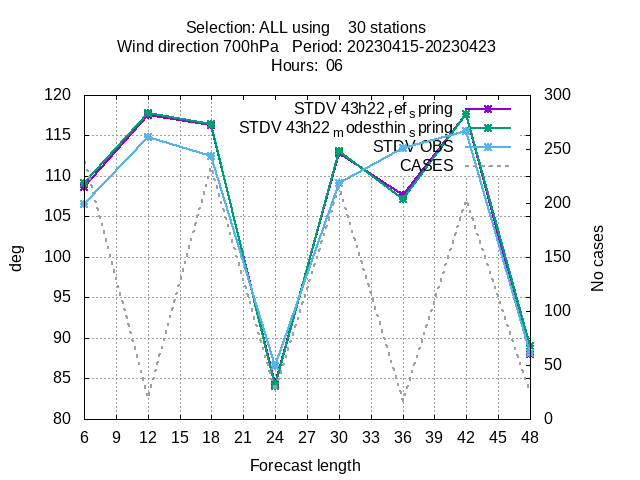 Selection: ALL using    30 stations
Wind direction 700hPa   Period: 20230415-20230423
Hours:  06
STDV 43h22 ref spring
STDV 43h22 modesthin spring
STDV OBS
CASES
120
115
110
105
100
95
90
85
80
300
250
200
150
100
50
0
deg
No cases
6 9 12 15 18 21 24 27 30 33 36 39 42 45 48
Forecast length